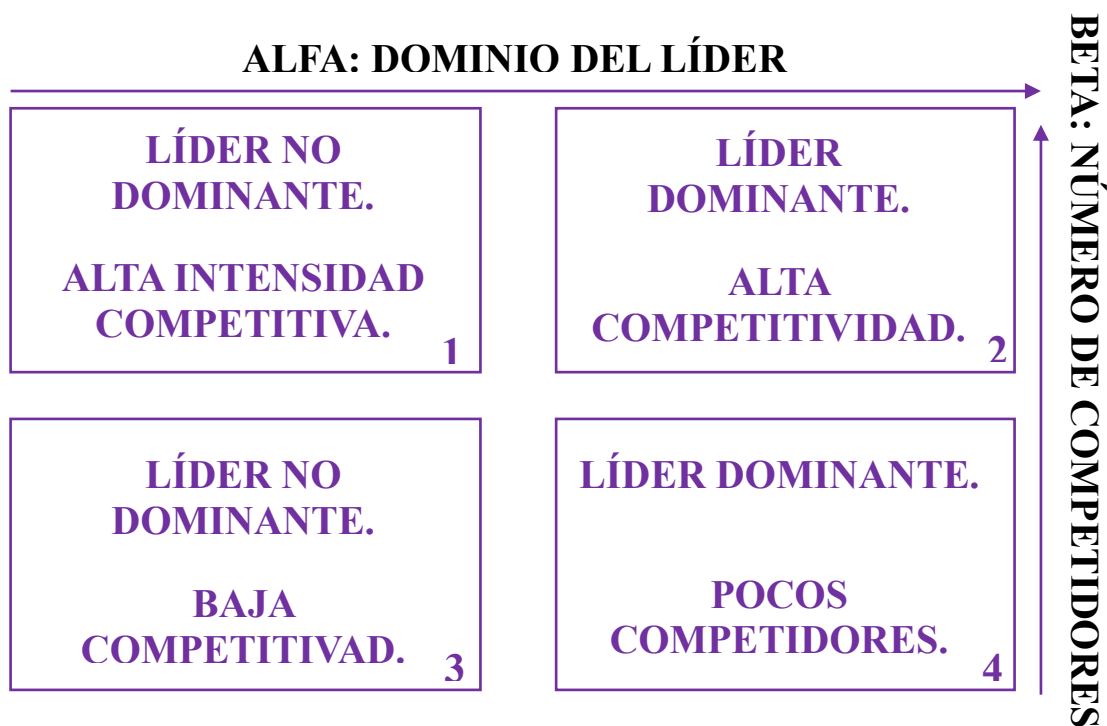 ALFA: DOMINIO DEL LÍDER
BETA: NÚMERO DE COMPETIDORES
LÍDER NO
DOMINANTE.
ALTA INTENSIDAD
COMPETITIVA.
1
LÍDER
DOMINANTE.
ALTA
COMPETITIVIDAD.
2
LÍDER NO
DOMINANTE.
BAJA
COMPETITIVAD.
3
LÍDER DOMINANTE.
POCOS
COMPETIDORES.
4